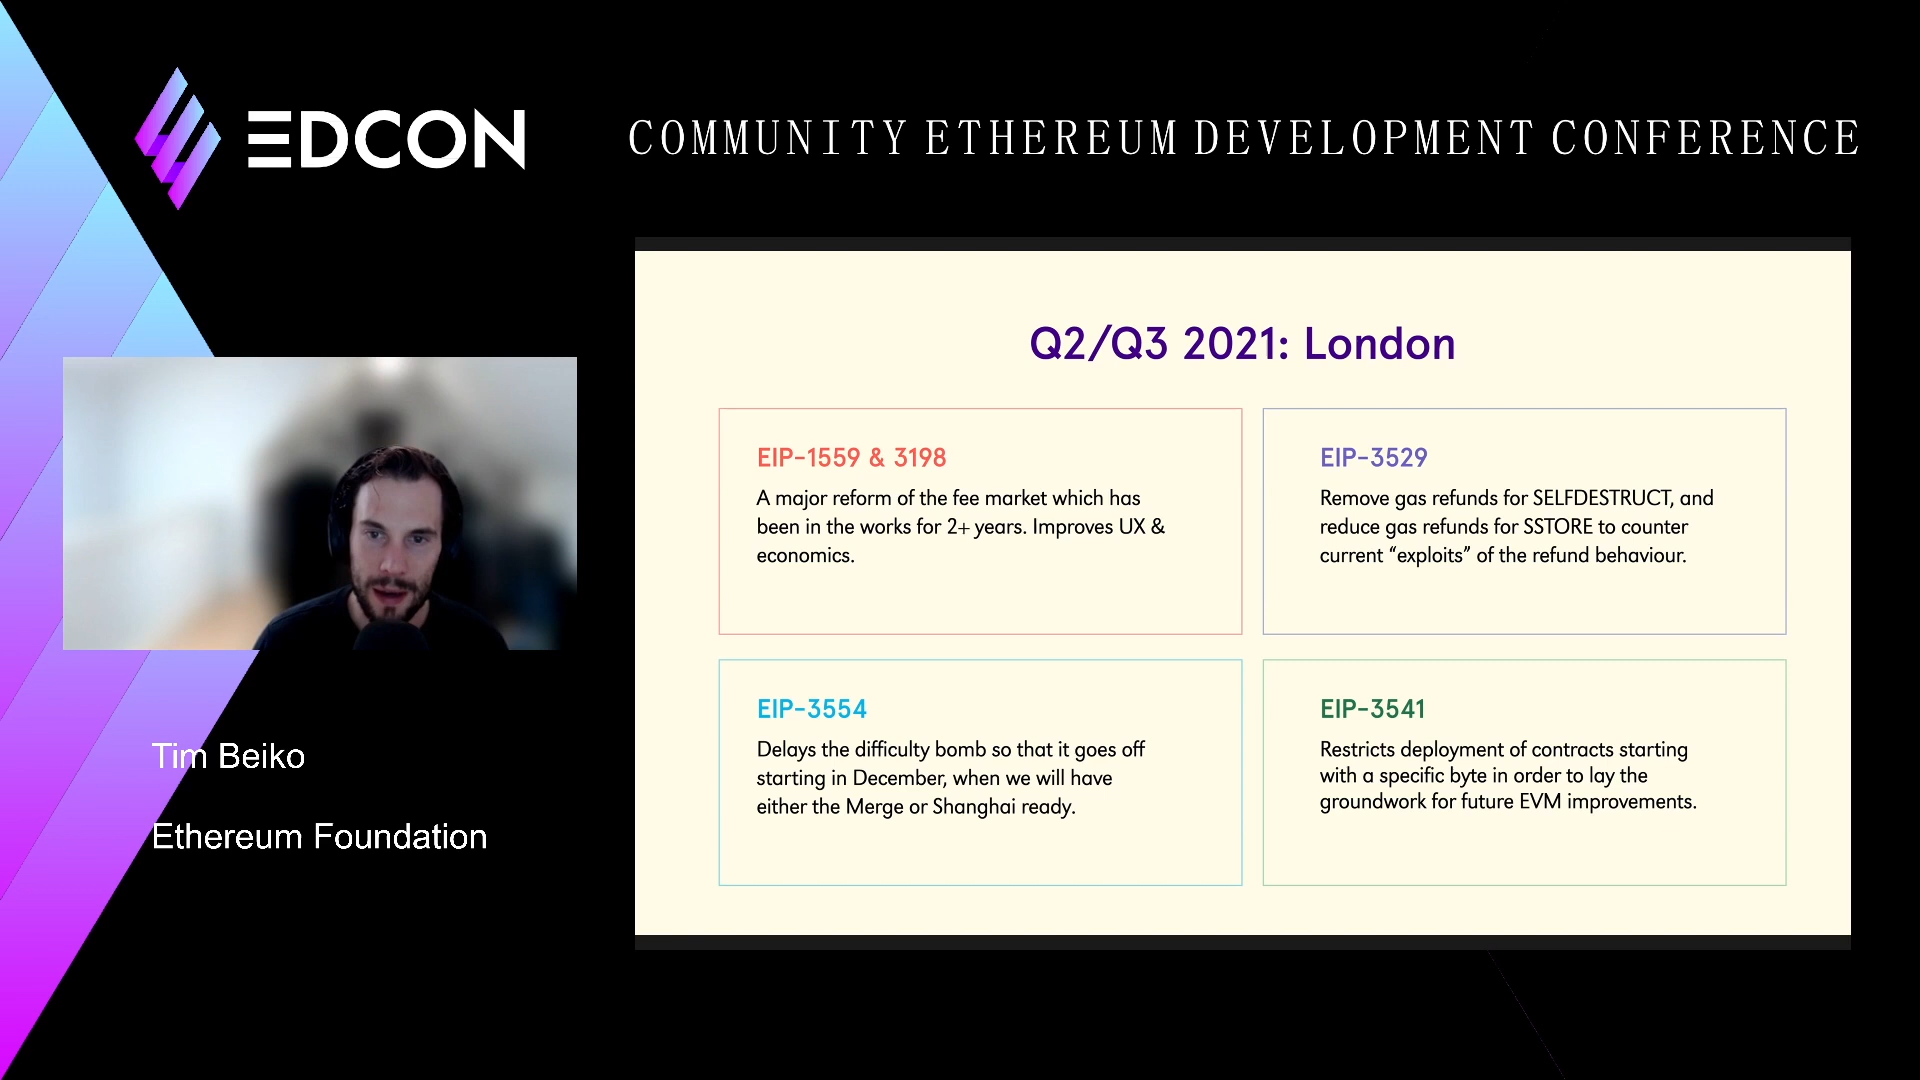 EDCON
COMMUNITY ETHEREUM DEVELOPMENT CONFERENCE
Q2/Q3 2021: London
EIP-1559 & 3198
A major reform of the fee market which has
been in the works for 2+ years. Improves UX &
economics.
EIP-3529
Remove gas refunds for SELFDESTRUCT, and
reduce gas refunds for SSTORE to counter
current “exploits” of the refund behaviour.
EIP-3554
Delays the difficulty bomb so that it goes off
starting in December, when we will have
either the Merge or Shanghai ready.
EIP-3541
Restricts deployment of contracts starting
with a specific byte in order to lay the
groundwork for future EVM improvements.
Tim Beiko
Ethereum Foundation